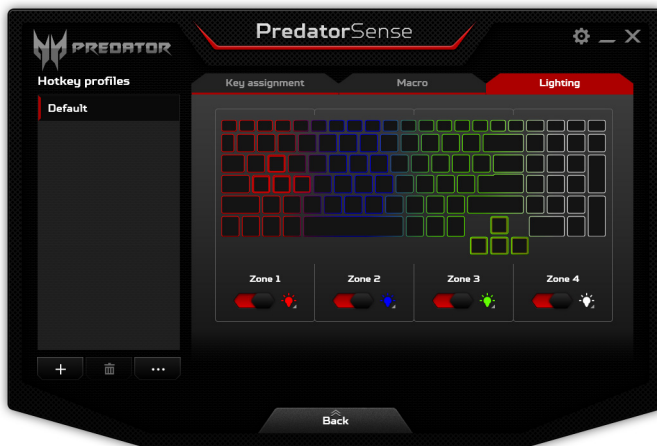 PredatorSense
PREDATOR
Hotkey profiles
Default
Key assignment
Macro
Lighting
Zone 1
Zone 2
Zone 3
Zone 4
Back